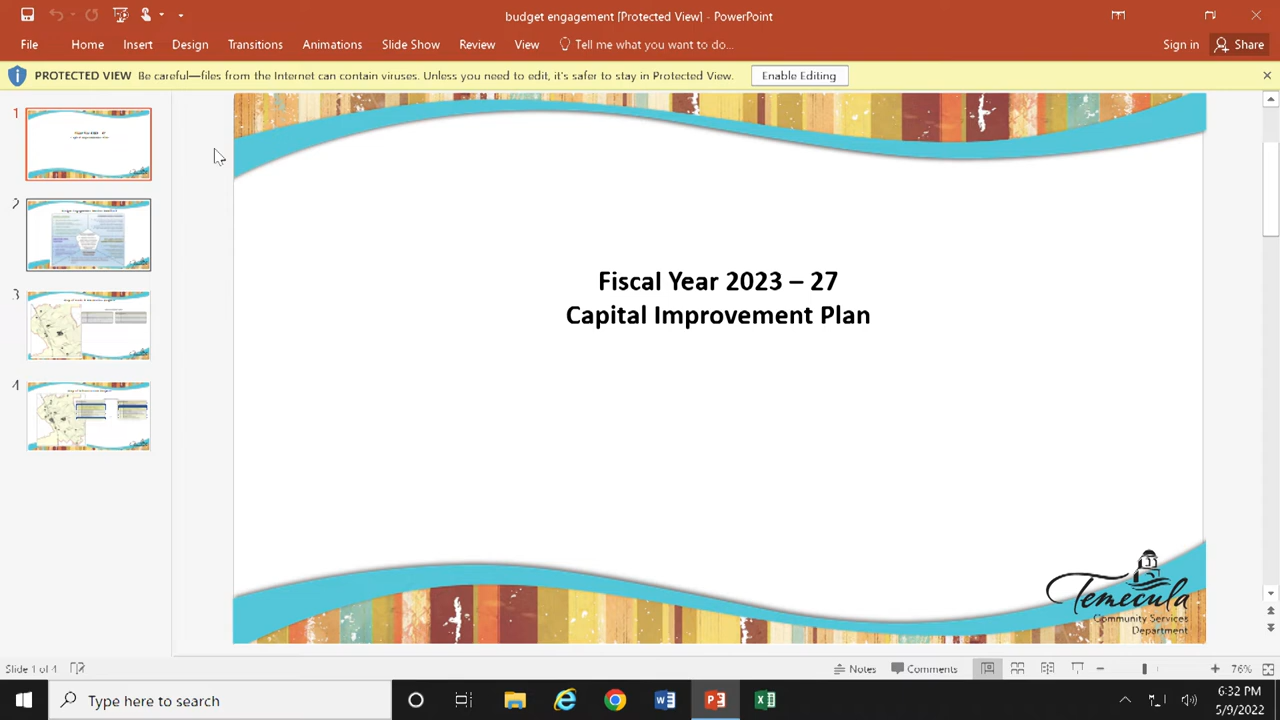 budget engagement [Protected View] - PowerPoint
File Home Insert Design Transitions Animations Slide Show Review View Tell me what you want to do... Sign in Share
PROTECTED VIEW Be careful—files from the Internet can contain viruses. Unless you need to edit, it's safer to stay in Protected View. Enable Editing
1
2
3
4
Fiscal Year 2023 – 27
Capital Improvement Plan
Temecula
Community Services
Department
Slide 1 of 4 Notes Comments 76%
Type here to search
6:32 PM
5/9/2022